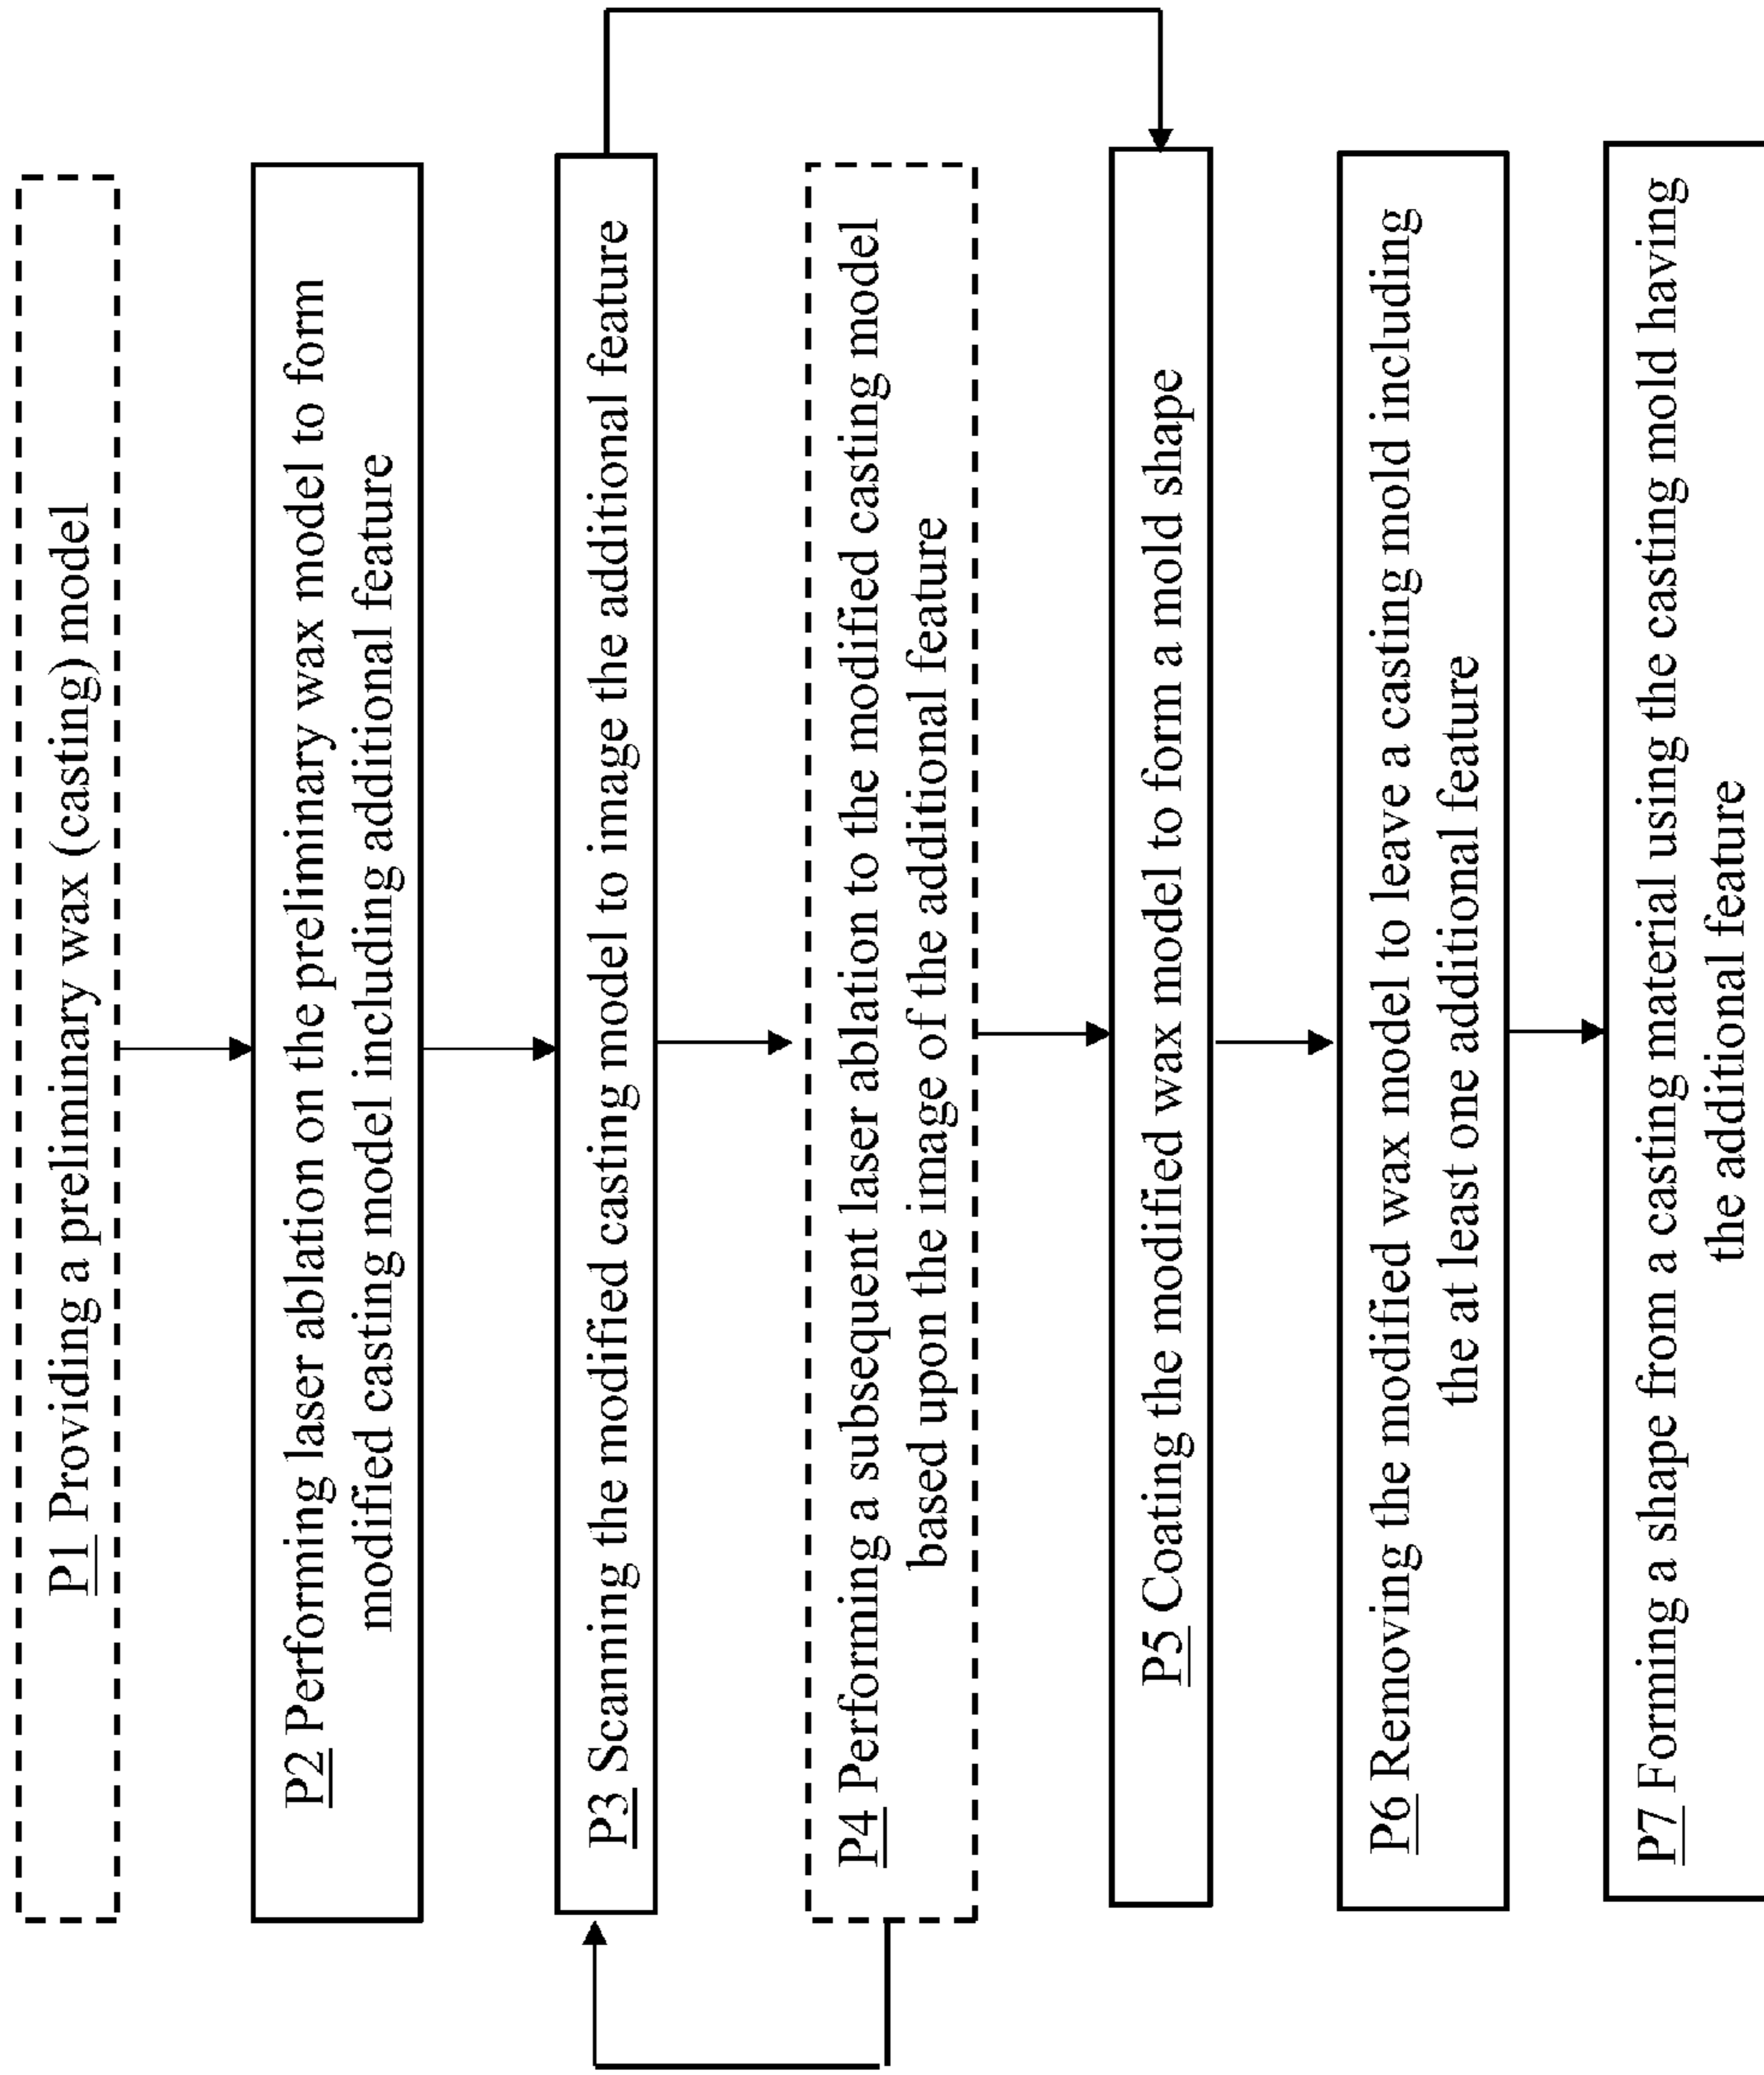 P1 Providing a preliminary wax (casting) model
P2 Performing laser ablation on the preliminary wax model to form
modified casting model including additional feature
P3 Scanning the modified casting model to image the additional feature
P4 Performing a subsequent laser ablation to the modified casting model
based upon the image of the additional feature
P5 Coating the modified wax model to form a mold shape
P6 Removing the modified wax model to leave a casting mold including
the at least one additional feature
P7 Forming a shape from a casting material using the casting mold having
the additional feature